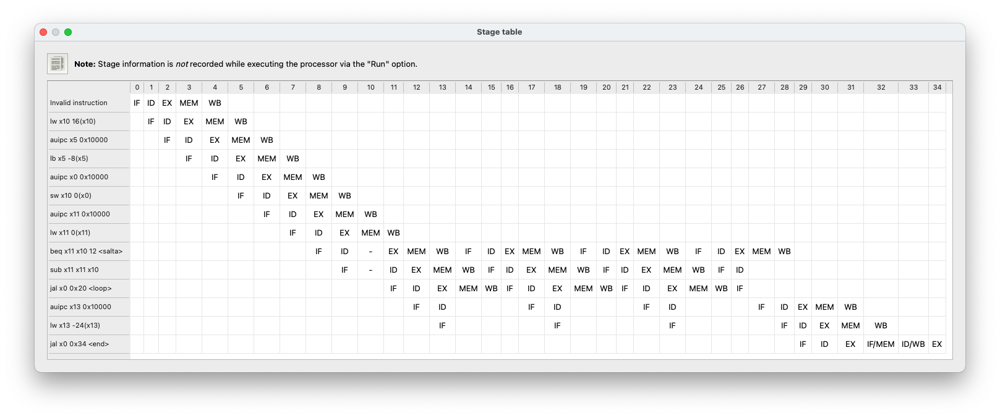 Stage table
Note: Stage information is not recorded while executing the processor via the "Run" option.
0 1 2 3 4 5 6 7 8 9 10 11 12 13 14 15 16 17 18 19 20 21 22 23 24 25 26 27 28 29 30 31 32 33 34
Invalid instruction IF ID EX MEM WB
lw x10 16(x10) IF ID EX MEM WB
auipc x5 0x10000 IF ID EX MEM WB
lb x5 -8(x5) IF ID EX MEM WB
auipc x0 0x10000 IF ID EX MEM WB
sw x10 0(x0) IF ID EX MEM WB
auipc x11 0x10000 IF ID EX MEM WB
lw x11 0(x11) IF ID EX MEM WB
beq x11 x10 12 <salta> IF ID - EX MEM WB IF ID EX MEM WB IF ID EX MEM WB IF ID EX MEM WB
sub x11 x11 x10 IF - ID EX MEM WB IF ID EX MEM WB IF ID EX MEM WB IF ID
jal x0 0x20 <loop> IF ID EX MEM WB IF ID EX MEM WB IF ID EX MEM WB IF
auipc x13 0x10000 IF ID IF ID IF ID IF ID EX MEM WB
lw x13 -24(x13) IF IF IF IF ID EX MEM WB
jal x0 0x34 <end> IF ID EX IF/MEM ID/WB EX